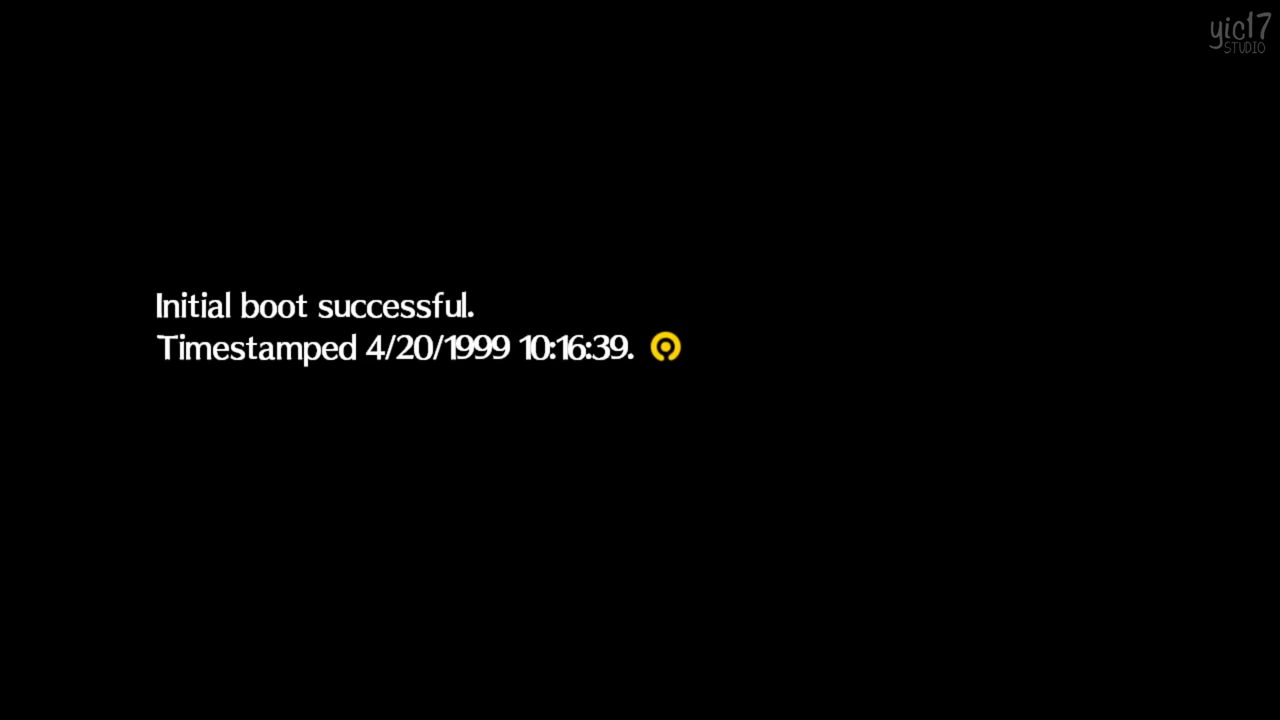 yic17
STUDIO
Initial boot successful.
Timestamped 4/20/1999 10:16:39.